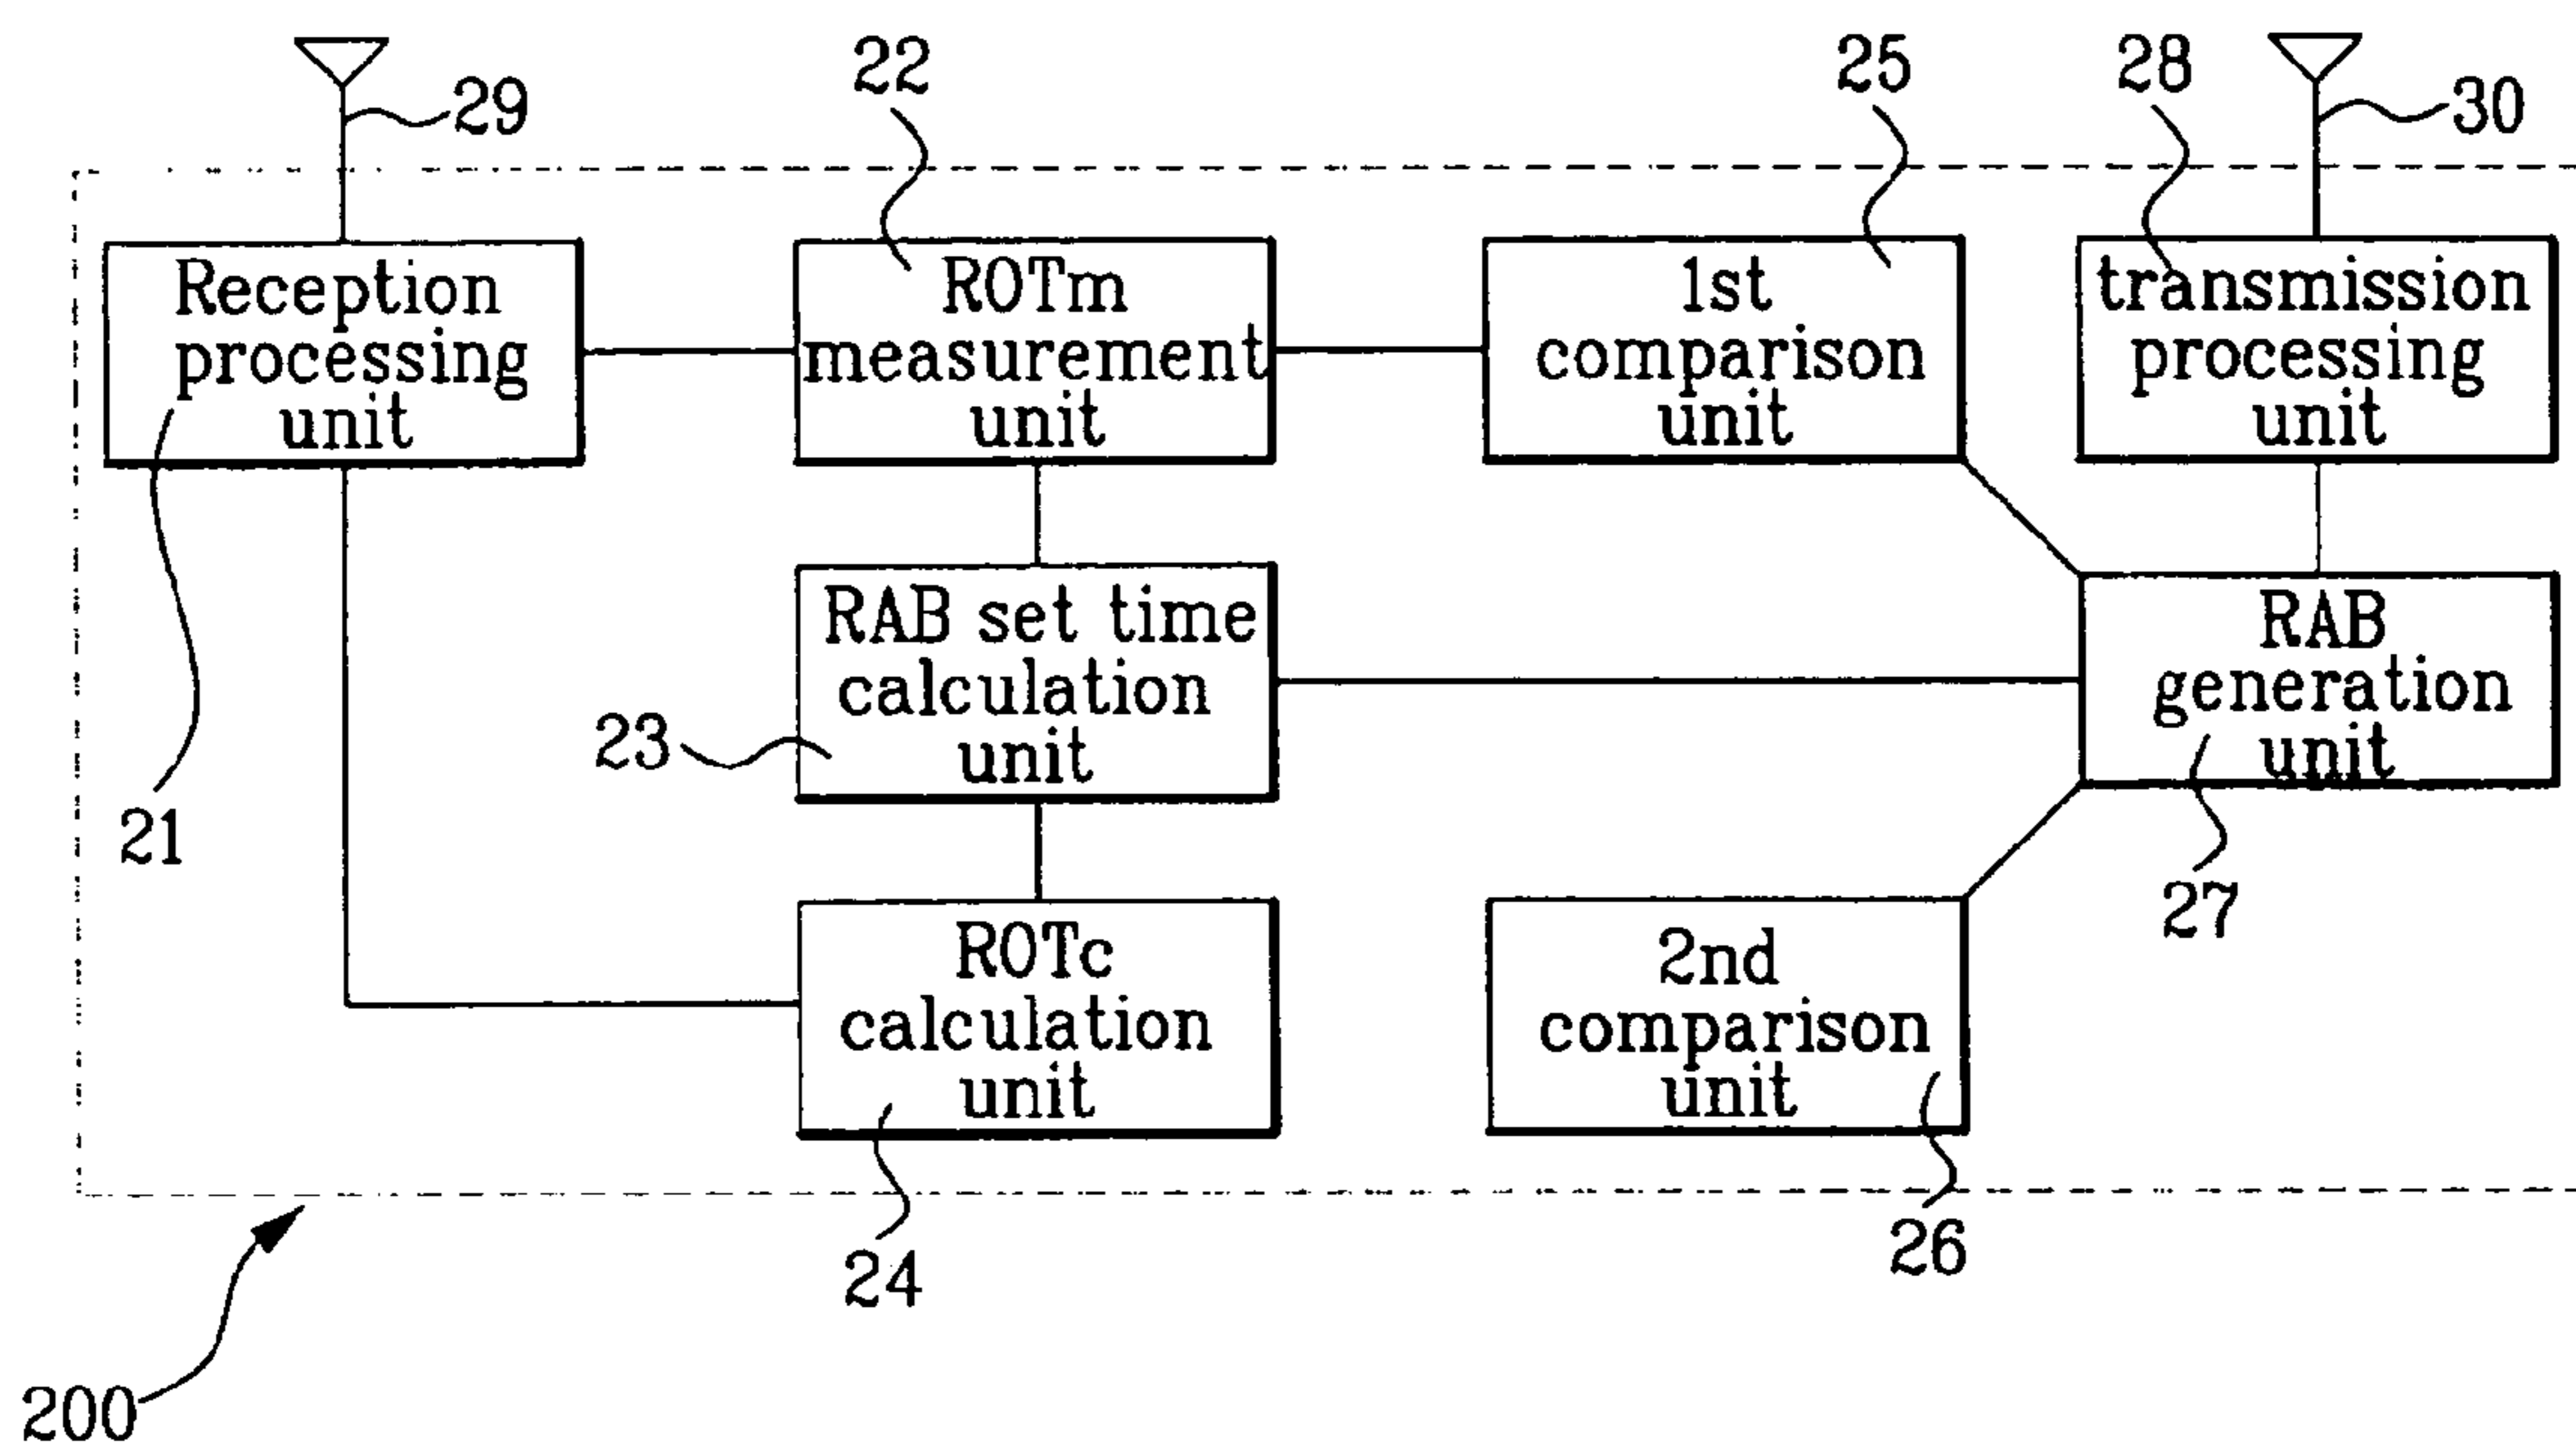 22
25
28
29
30
Reception
processing
unit
ROTm
measurement
unit
1st
comparison
unit
transmission
processing
unit
RAB set time
calculation
unit
RAB
generation
unit
23
21
27
ROTc
calculation
unit
2nd
comparison
unit
24
26
200